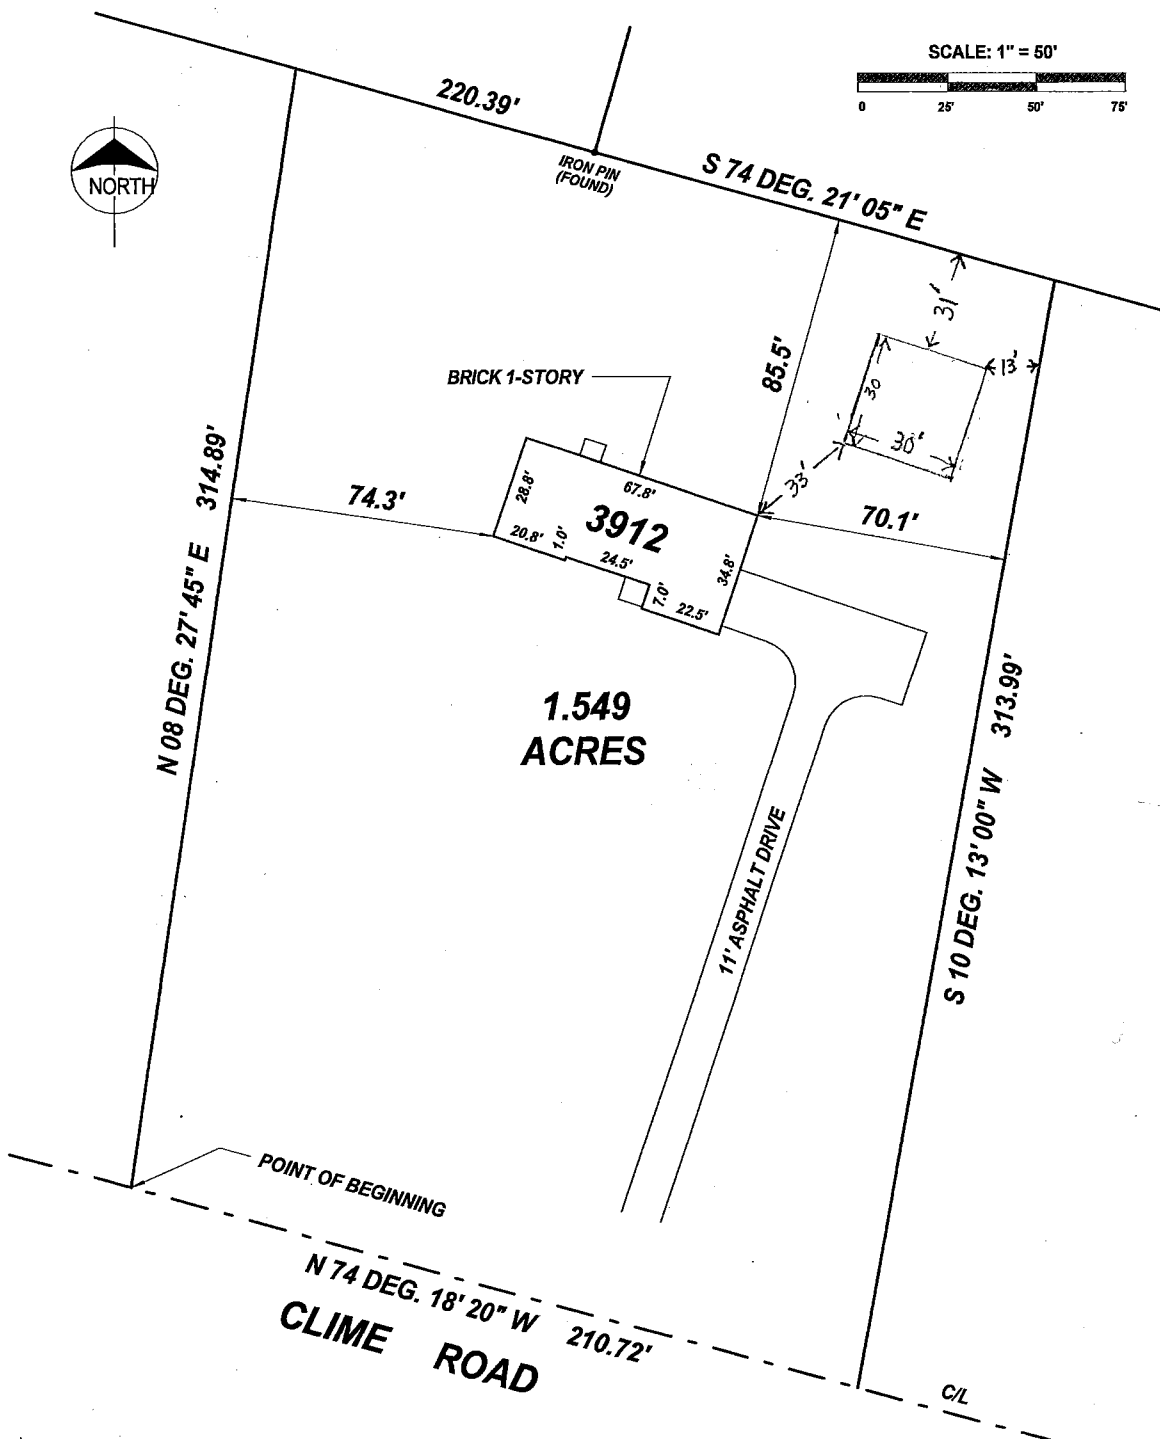 SCALE: 1" = 50'
0 25' 50' 75'
220.39'
NORTH
IRON PIN
(FOUND)
S 74 DEG. 21' 05" E
31'
13'
85.5'
30
30'
33'
BRICK 1-STORY
N 08 DEG. 27' 45" E 314.89'
74.3'
28.8'
67.8'
3912
20.8'
1.0'
24.5'
7.0'
22.5'
34.8'
70.1'
1.549
ACRES
S 10 DEG. 13' 00" W 313.99'
11' ASPHALT DRIVE
POINT OF BEGINNING
N 74 DEG. 18' 20" W 210.72'
CLIME ROAD
C/L